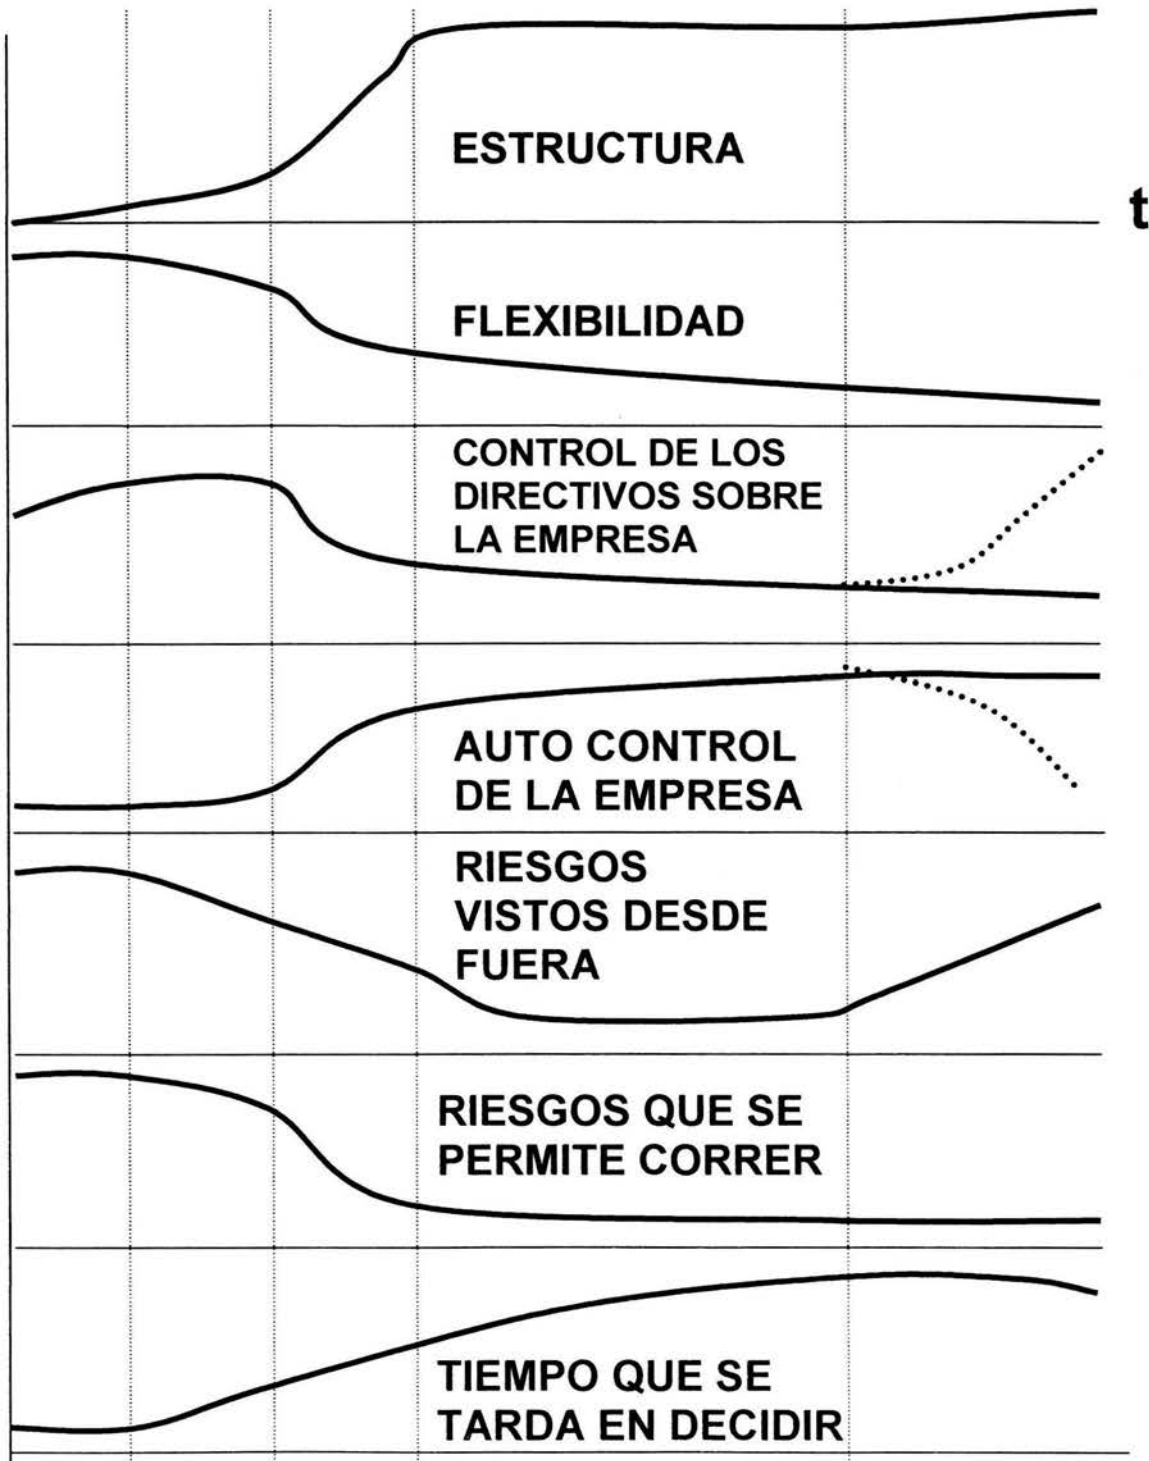 ESTRUCTURA
t
FLEXIBILIDAD
CONTROL DE LOS
DIRECTIVOS SOBRE
LA EMPRESA
AUTO CONTROL
DE LA EMPRESA
RIESGOS
VISTOS DESDE
FUERA
RIESGOS QUE SE
PERMITE CORRER
TIEMPO QUE SE
TARDA EN DECIDIR